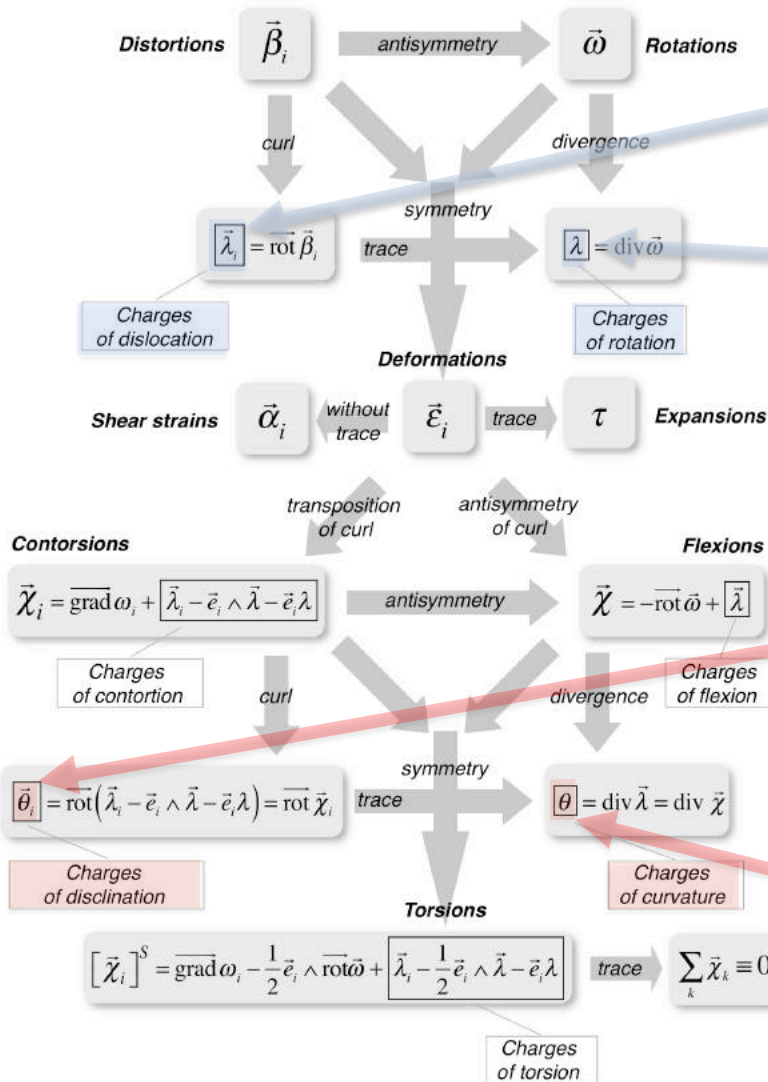 Distortions β⃗ᵢ antisymmetry ω⃗ Rotations
curl divergence
symmetry
λ⃗ᵢ = rot β⃗ᵢ trace λ = div ω⃗
Charges
of dislocation
Charges
of rotation
Deformations
Shear strains α⃗ᵢ without
trace
ε⃗ᵢ trace τ Expansions
transposition
of curl
antisymmetry
of curl
Contorsions Flexions
χ⃗ᵢ = grad ωᵢ + λ⃗ᵢ − e⃗ᵢ ∧ λ⃗ − e⃗ᵢλ antisymmetry χ⃗ = −rot ω⃗ + λ⃗
Charges
of contortion
curl divergence
Charges
of flexion
symmetry
θ⃗ᵢ = rot(λ⃗ᵢ − e⃗ᵢ ∧ λ⃗ − e⃗ᵢλ) = rot χ⃗ᵢ trace θ = div λ⃗ = div χ⃗
Charges
of disclination
Charges
of curvature
Torsions
[χ⃗ᵢ]ˢ = grad ωᵢ − 1/2 e⃗ᵢ ∧ rot ω⃗ + λ⃗ᵢ − 1/2 e⃗ᵢ ∧ λ⃗ − e⃗ᵢλ trace ∑ₖ χ⃗ₖ ≡ 0
Charges
of torsion